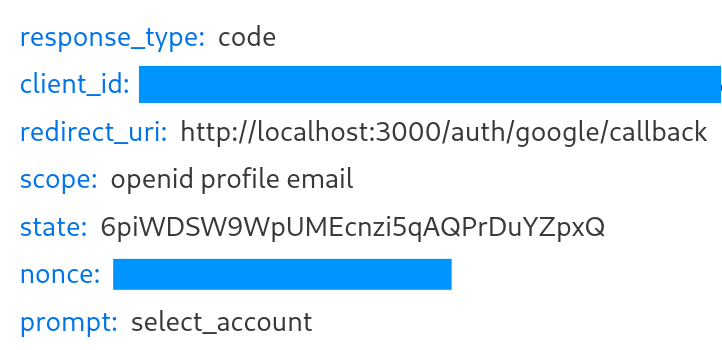 response_type: code
client_id:
redirect_uri: http://localhost:3000/auth/google/callback
scope: openid profile email
state: 6piWDSW9WpUMEcnzi5qAQPrDuYZpxQ
nonce:
prompt: select_account